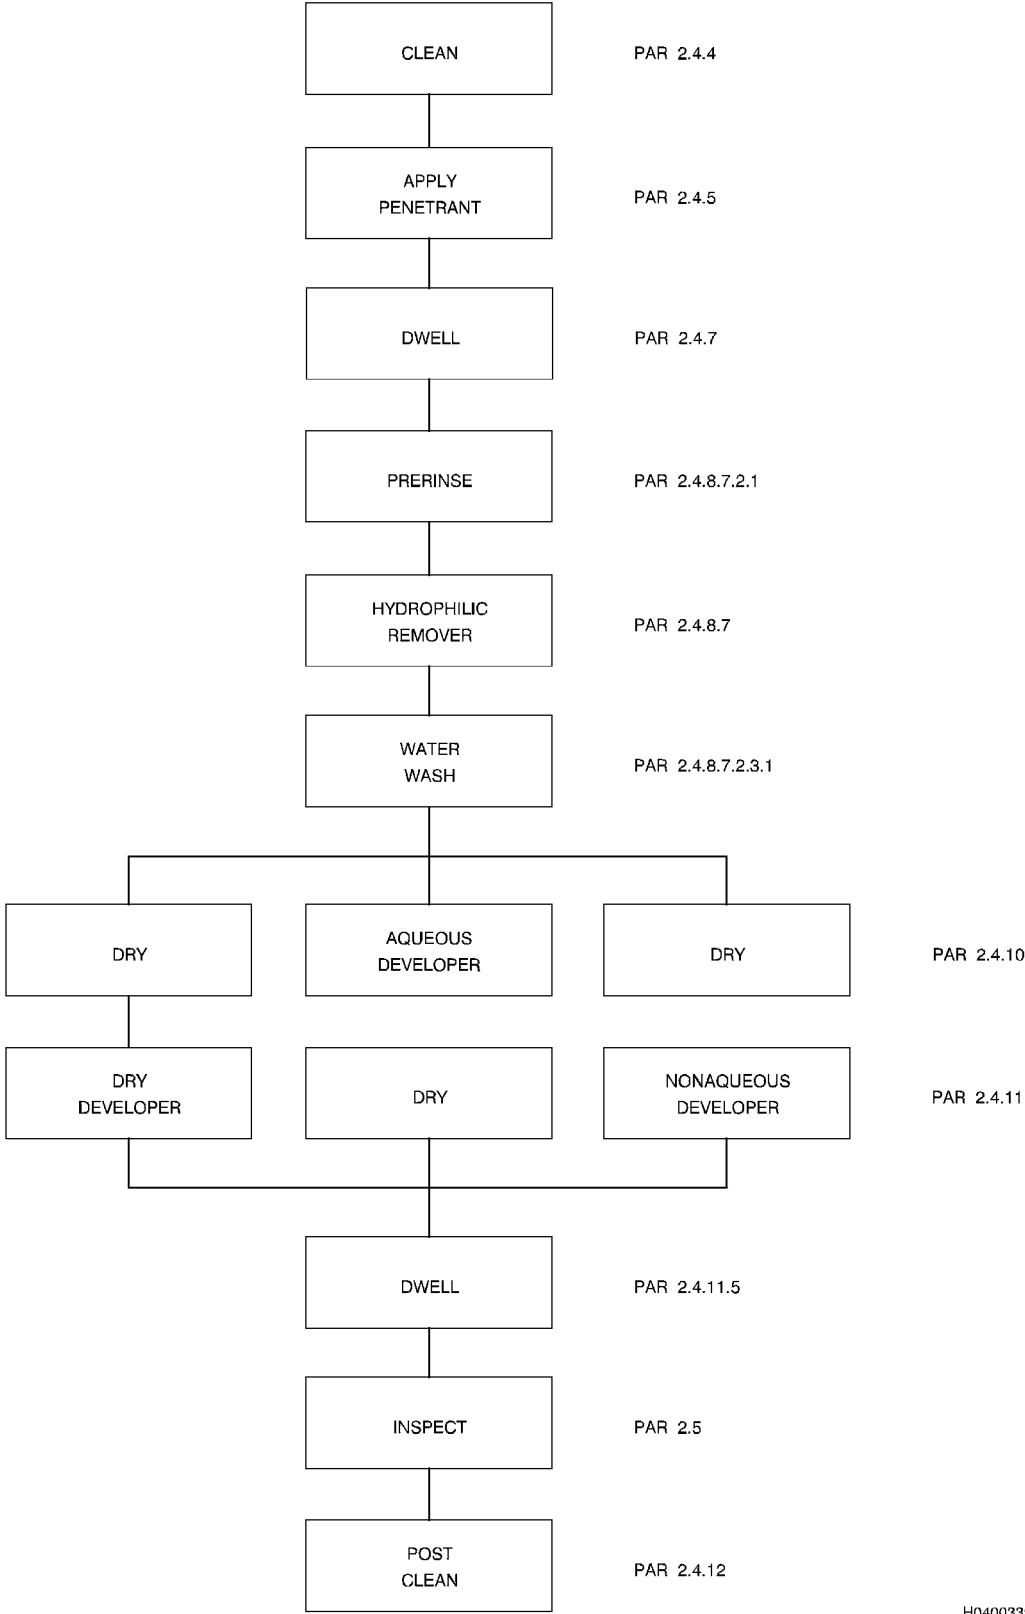 CLEAN
PAR 2.4.4
APPLY
PENETRANT
PAR 2.4.5
DWELL
PAR 2.4.7
PRERINSE
PAR 2.4.8.7.2.1
HYDROPHILIC
REMOVER
PAR 2.4.8.7
WATER
WASH
PAR 2.4.8.7.2.3.1
DRY
AQUEOUS
DEVELOPER
DRY
PAR 2.4.10
DRY
DEVELOPER
DRY
NONAQUEOUS
DEVELOPER
PAR 2.4.11
DWELL
PAR 2.4.11.5
INSPECT
PAR 2.5
POST
CLEAN
PAR 2.4.12